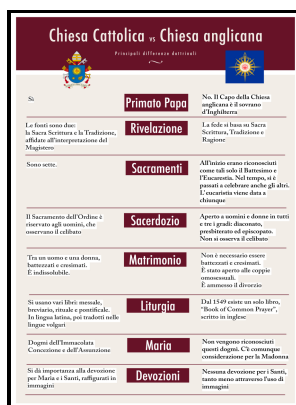 Chiesa Cattolica vs Chiesa anglicana
Principali differenze dottrinali
Sì
Primato Papa
No. Il Capo della Chiesa
anglicana è il sovrano
d'Inghilterra
Le fonti sono due:
la Sacra Scrittura e la Tradizione,
affidate all'interpretazione del
Magistero
Rivelazione
La fede si basa su Sacra
Scrittura, Tradizione e
Ragione
Sono sette.
Sacramenti
All'inizio erano riconosciuti
come tali solo il Battesimo e
l'Eucarestia. Nel tempo, si è
passati a celebrare anche gli altri.
L'eucaristia viene data a
chiunque
Il Sacramento dell'Ordine è
riservato agli uomini, che
osservano il celibato
Sacerdozio
Aperto a uomini e donne in tutti
e tre i gradi: diaconato,
presbiterato ed episcopato.
Non si osserva il celibato
Tra un uomo e una donna,
battezzati e cresimati.
È indissolubile.
Matrimonio
Non è necessario essere
battezzati e cresimati.
È stato aperto alle coppie
omosessuali.
È ammesso il divorzio
Si usano vari libri: messale,
breviario, rituale e pontificale.
In lingua latina, poi tradotti nelle
lingue volgari
Liturgia
Dal 1549 esiste un solo libro,
"Book of Common Prayer",
scritto in inglese
Dogmi dell'Immacolata
Concezione e dell'Assunzione
Maria
Non vengono riconosciuti
questi dogmi. C'è comunque
considerazione per la Madonna
Si dà importanza alla devozione
per Maria e i Santi, raffigurati in
immagini
Devozioni
Nessuna devozione per i Santi,
tanto meno attraverso l'uso di
immagini